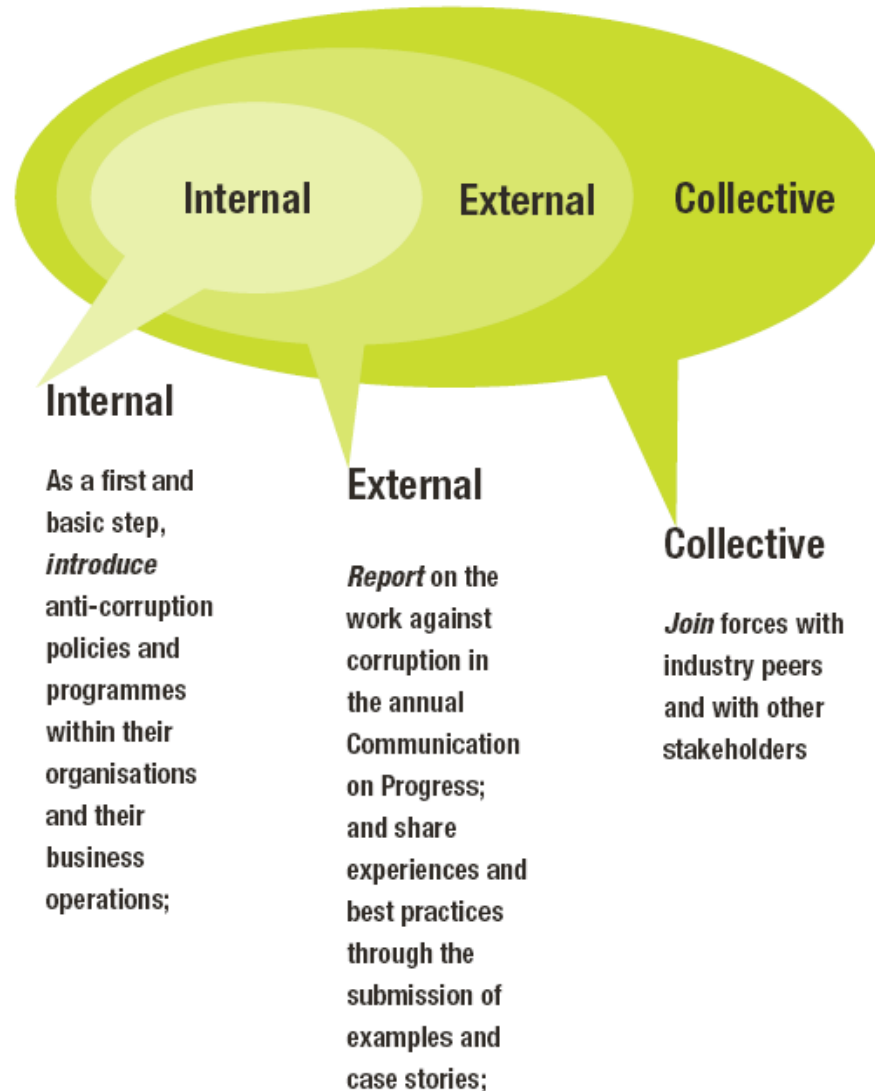 Internal
External
Collective
Internal
As a first and
basic step,
introduce
anti-corruption
policies and
programmes
within their
organisations
and their
business
operations;
External
Report on the
work against
corruption in
the annual
Communication
on Progress;
and share
experiences and
best practices
through the
submission of
examples and
case stories;
Collective
Join forces with
industry peers
and with other
stakeholders